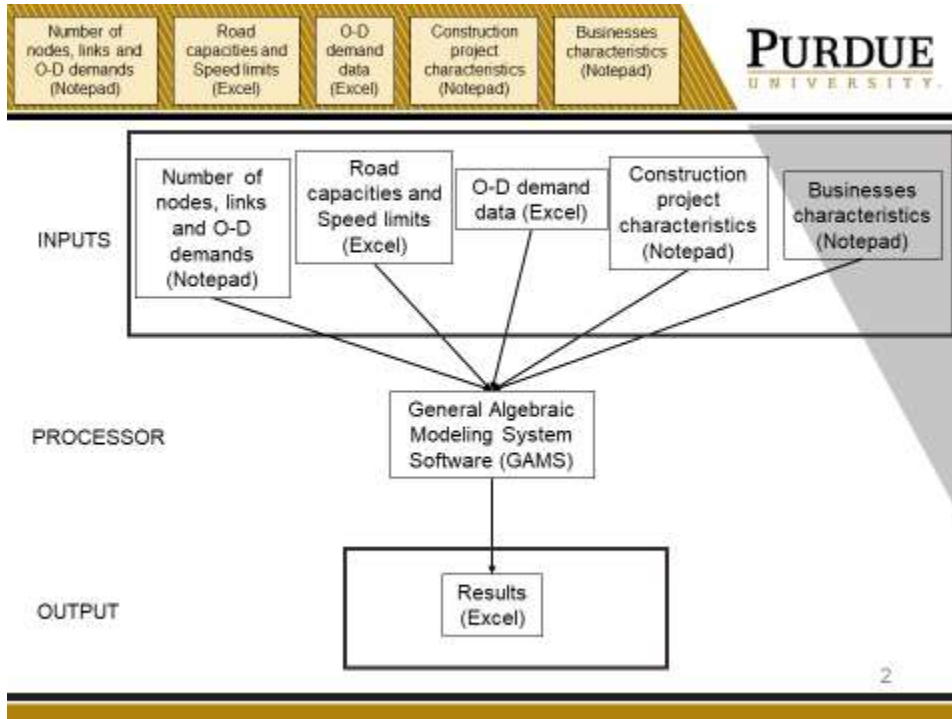 Number of
nodes, links and
O-D demands
(Notepad)
Road
capacities and
Speed limits
(Excel)
O-D
demand
data
(Excel)
Construction
project
characteristics
(Notepad)
Businesses
characteristics
(Notepad)
PURDUE
UNIVERSITY.
INPUTS
Number of
nodes, links
and O-D
demands
(Notepad)
Road
capacities and
Speed limits
(Excel)
O-D demand
data (Excel)
Construction
project
characteristics
(Notepad)
Businesses
characteristics
(Notepad)
PROCESSOR
General Algebraic
Modeling System
Software (GAMS)
OUTPUT
Results
(Excel)
2